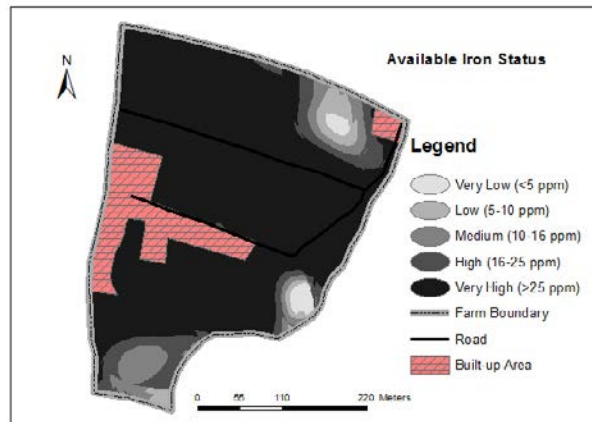 Available Iron Status
N
Legend
Very Low (<5 ppm)
Low (5-10 ppm)
Medium (10-16 ppm)
High (16-25 ppm)
Very High (>25 ppm)
Farm Boundary
Road
Built-up Area
0 55 110 220 Meters